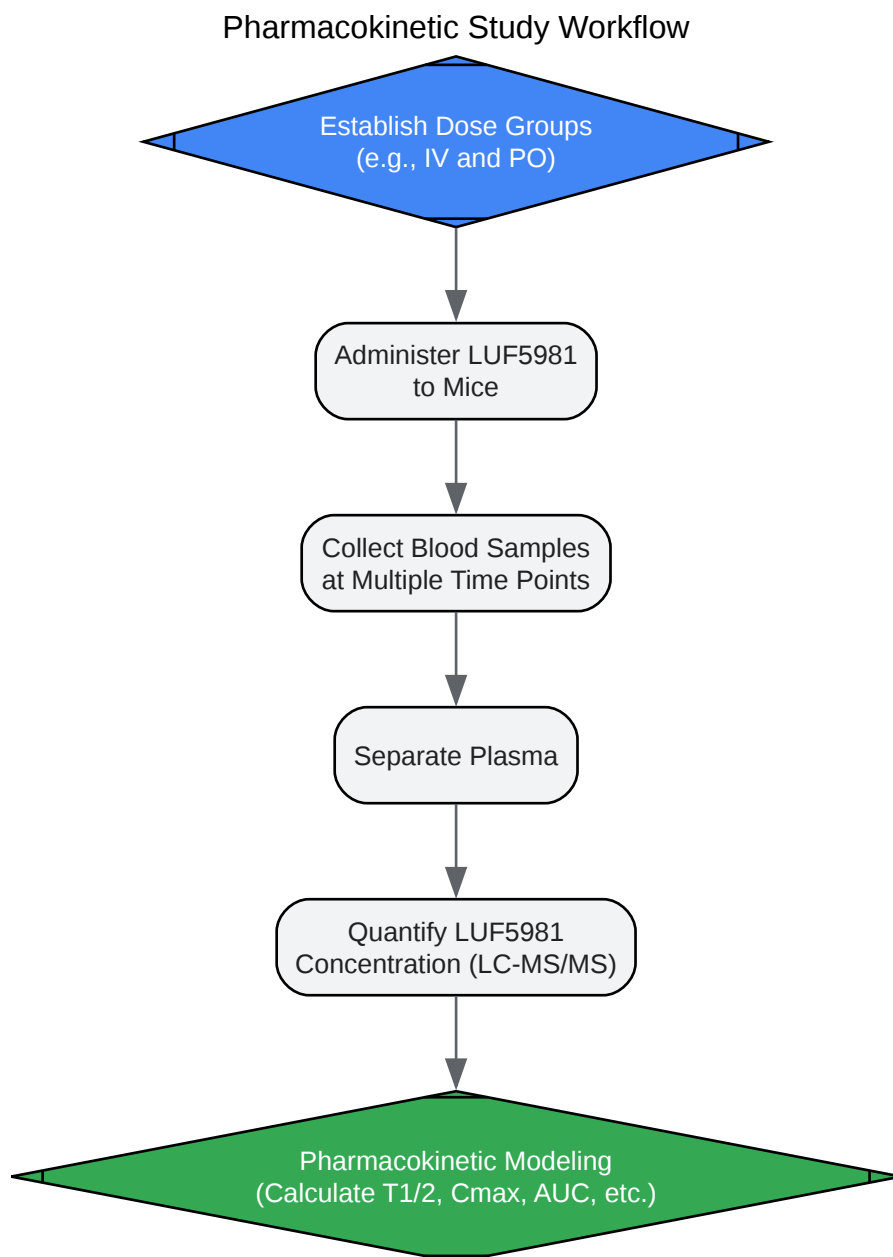 Pharmacokinetic Study Workflow
Establish Dose Groups
(e.g., IV and PO)
Administer LUF5981
to Mice
Collect Blood Samples
at Multiple Time Points
Separate Plasma
Quantify LUF5981
Concentration (LC-MS/MS)
Pharmacokinetic Modeling
(Calculate T1/2, Cmax, AUC, etc.)